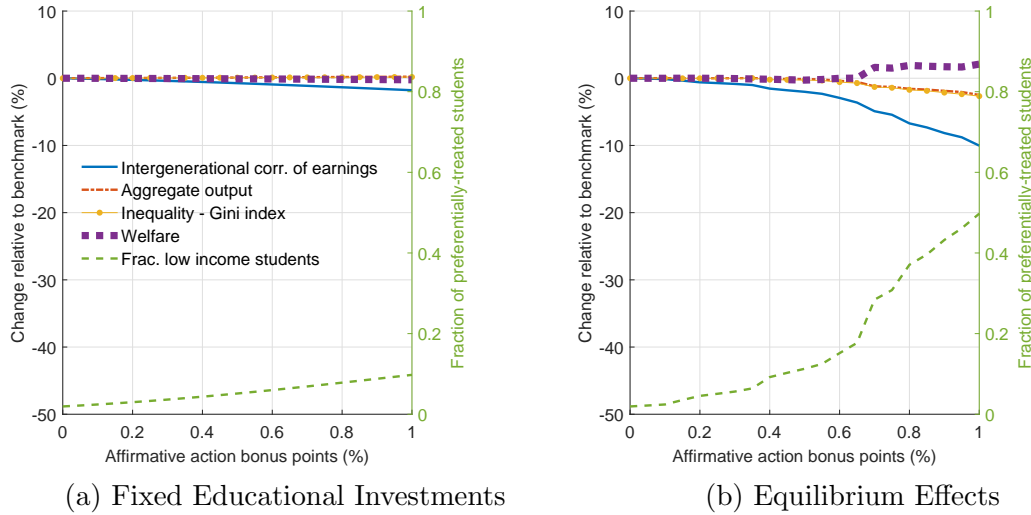 10
0
-10
-20
-30
-40
-50
Change relative to benchmark (%)
Intergenerational corr. of earnings
Aggregate output
Inequality - Gini index
Welfare
Frac. low income students
1
0.8
0.6
0.4
0.2
0
Fraction of preferentially-treated students
0 0.2 0.4 0.6 0.8 1
Affirmative action bonus points (%)
(a) Fixed Educational Investments
10
0
-10
-20
-30
-40
-50
Change relative to benchmark (%)
1
0.8
0.6
0.4
0.2
0
Fraction of preferentially-treated students
0 0.2 0.4 0.6 0.8 1
Affirmative action bonus points (%)
(b) Equilibrium Effects